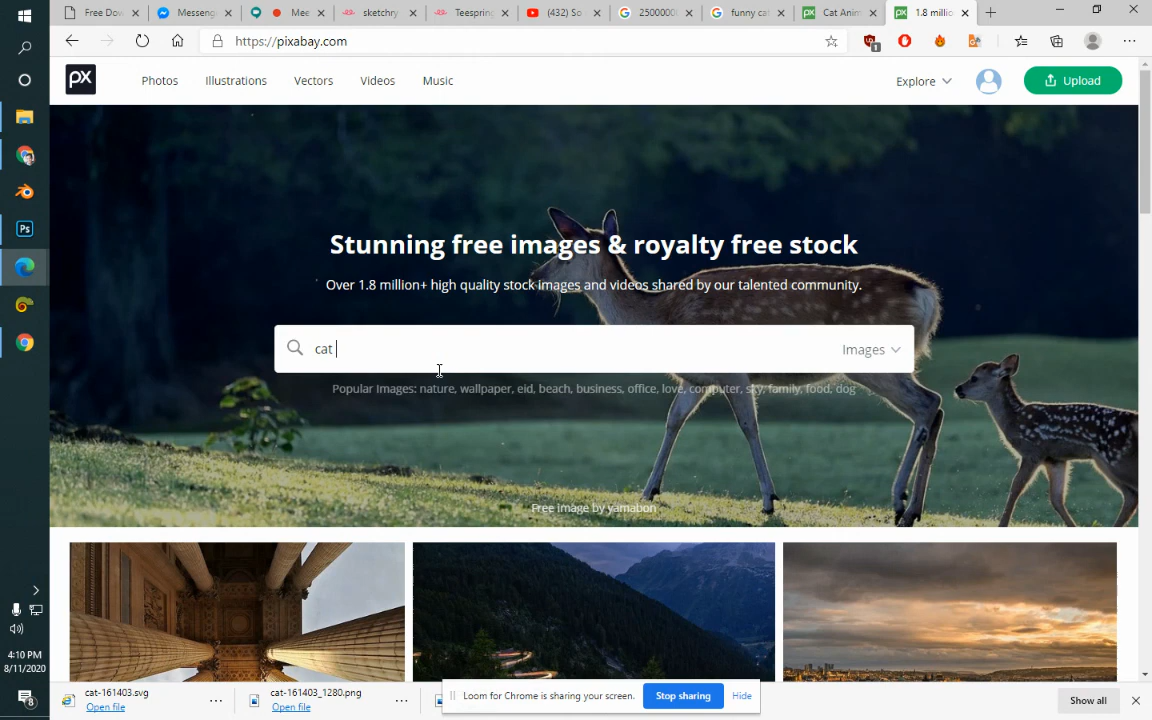 Free Dow
Messeng
Mee
sketchry
Teespring
(432) So
2500000
funny cat
Cat Anim
1.8 millio
https://pixabay.com
1
px
Photos
Illustrations
Vectors
Videos
Music
Explore
Upload
Stunning free images & royalty free stock
Over 1.8 million+ high quality stock images and videos shared by our talented community.
cat
Images
Popular Images: nature, wallpaper, eid, beach, business, office, love, computer, sky, family, food, dog
Free image by yamabon
Ps
4:10 PM
8/11/2020
8
cat-161403.svg
Open file
cat-161403_1280.png
Open file
Loom for Chrome is sharing your screen.
Stop sharing
Hide
Show all